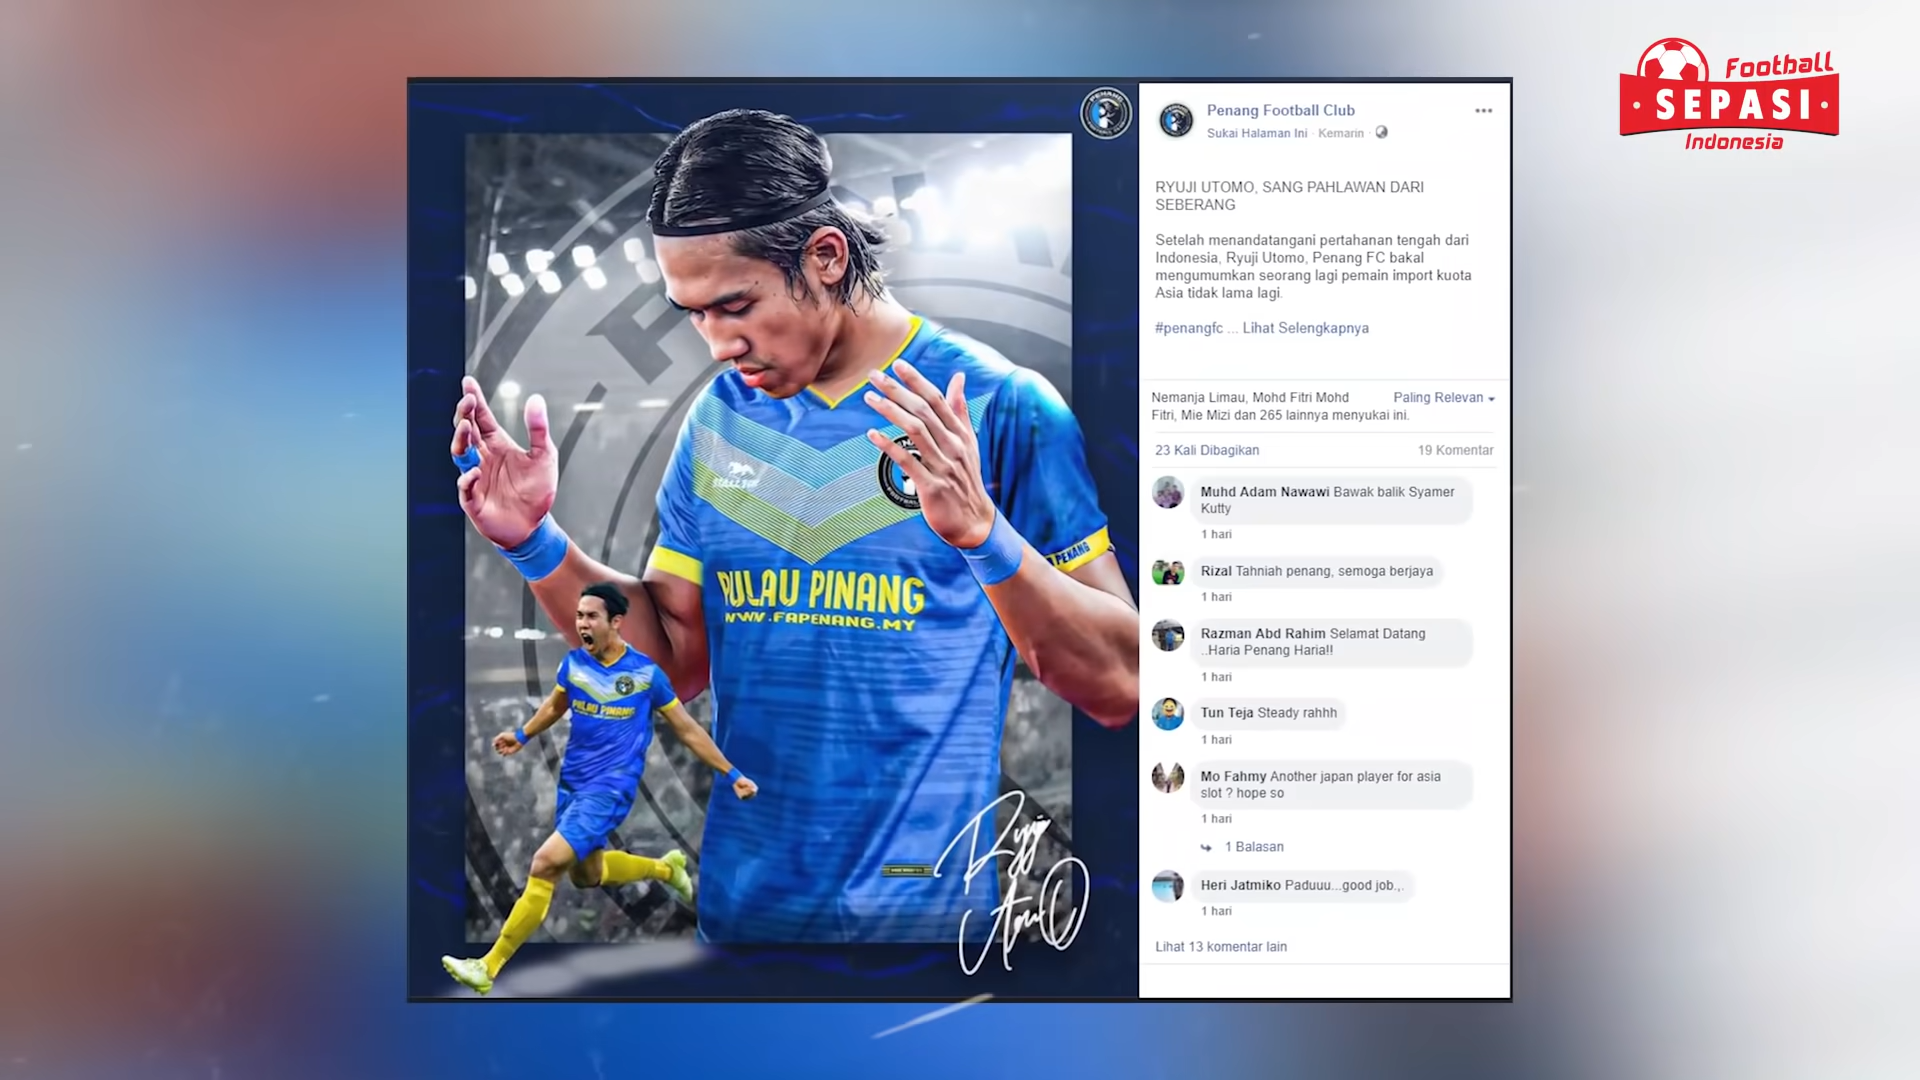 Football
SEPASI
Indonesia
Penang Football Club
Sukai Halaman Ini · Kemarin ·
RYUJI UTOMO, SANG PAHLAWAN DARI
SEBERANG
Setelah menandatangani pertahanan tengah dari
Indonesia, Ryuji Utomo, Penang FC bakal
mengumumkan seorang lagi pemain import kuota
Asia tidak lama lagi.
#penangfc ... Lihat Selengkapnya
Nemanja Limau, Mohd Fitri Mohd
Fitri, Mie Mizi dan 265 lainnya menyukai ini.
Paling Relevan
23 Kali Dibagikan
19 Komentar
Muhd Adam Nawawi Bawak balik Syamer
Kutty
1 hari
Rizal Tahniah penang, semoga berjaya
1 hari
Razman Abd Rahim Selamat Datang
..Haria Penang Haria!!
1 hari
Tun Teja Steady rahhh
1 hari
Mo Fahmy Another japan player for asia
slot ? hope so
1 hari
1 Balasan
Heri Jatmiko Paduuu...good job.,.
1 hari
Lihat 13 komentar lain
PENANG
STALLION
PENANG
PULAU PINANG
WWW.FAPENANG.MY
PULAU PINANG
Ryuji
Utomo